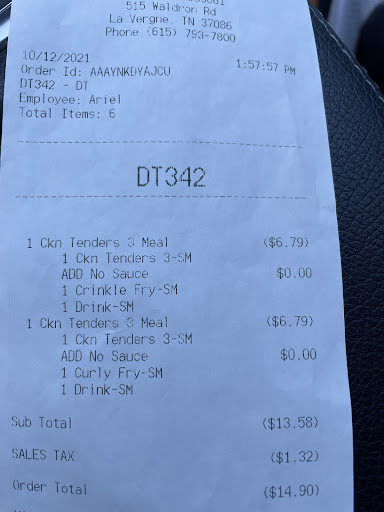 515 Waldron Rd
La Vergne, TN 37086
Phone (615) 793-7800
10/12/2021 1:57:57 PM
Order Id: AAAYNKDYAJCU
DT342 - DT
Employee: Ariel
Total Items: 6
DT342
1 Ckn Tenders 3 Meal ($6.79)
1 Ckn Tenders 3-SM
ADD No Sauce $0.00
1 Crinkle Fry-SM
1 Drink-SM
1 Ckn Tenders 3 Meal ($6.79)
1 Ckn Tenders 3-SM
ADD No Sauce $0.00
1 Curly Fry-SM
1 Drink-SM
Sub Total ($13.58)
SALES TAX ($1.32)
Order Total ($14.90)